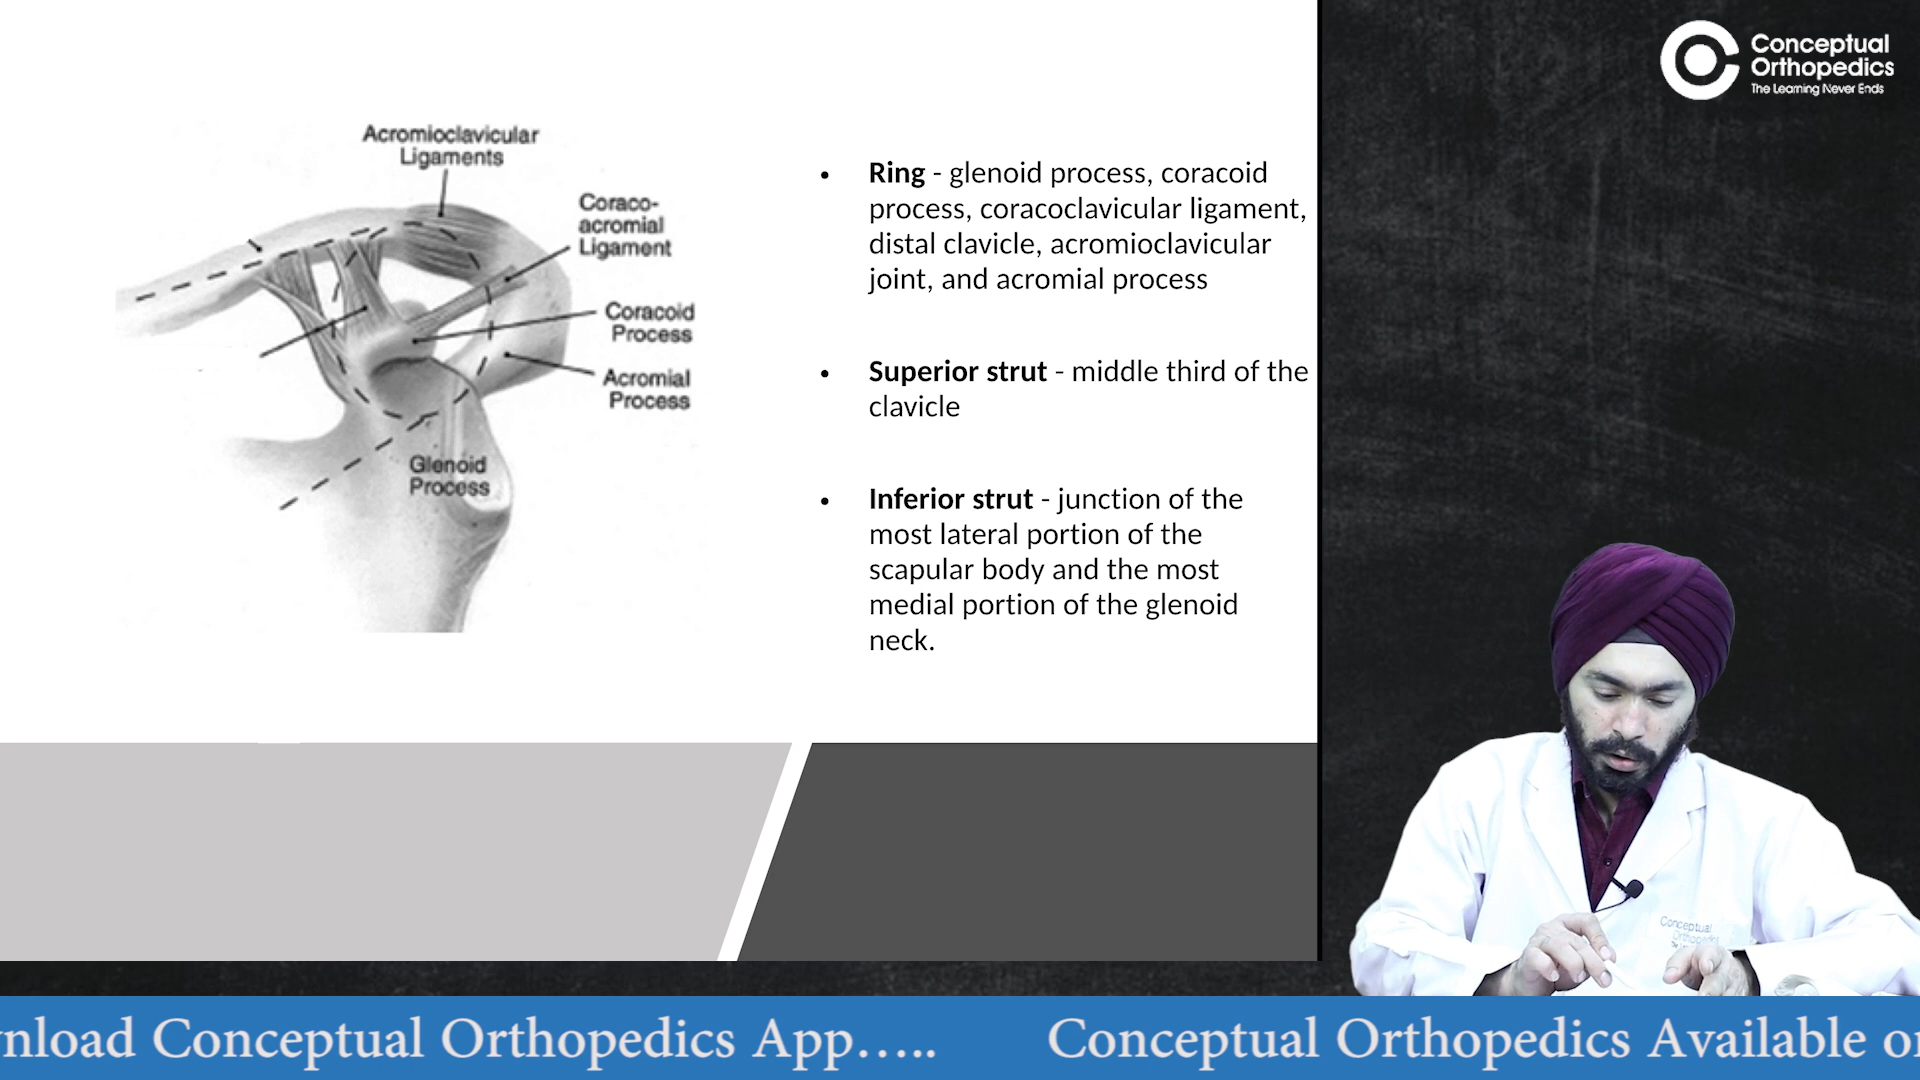 Conceptual
Orthopedics
The Learning Never Ends
Acromioclavicular
Ligaments
Coraco-
acromial
Ligament
Coracoid
Process
Acromial
Process
Glenoid
Process
• Ring - glenoid process, coracoid
process, coracoclavicular ligament,
distal clavicle, acromioclavicular
joint, and acromial process
• Superior strut - middle third of the
clavicle
• Inferior strut - junction of the
most lateral portion of the
scapular body and the most
medial portion of the glenoid
neck.
Conceptual
Orthopedics
nload Conceptual Orthopedics App..... Conceptual Orthopedics Available